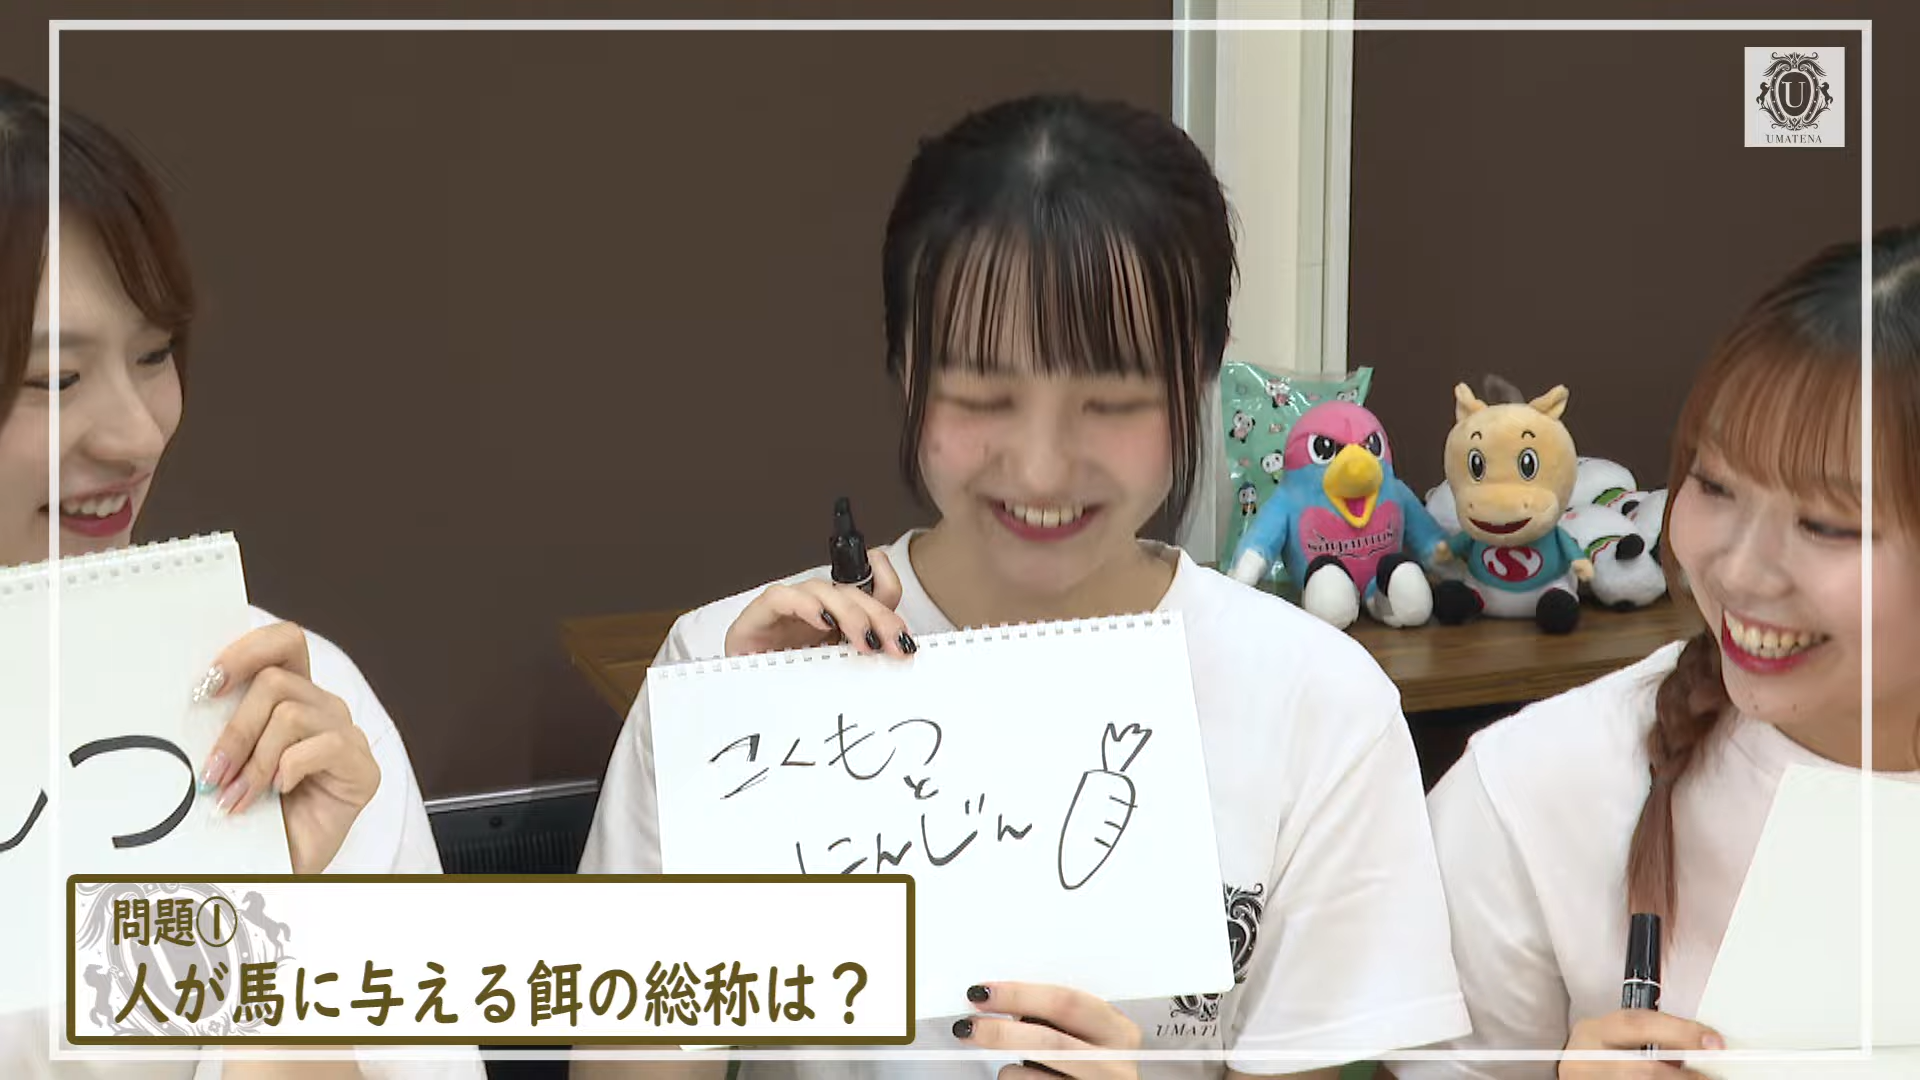 UMATENA
つ
こくもつ
と
にんじん
問題①
人が馬に与える餌の総称は？